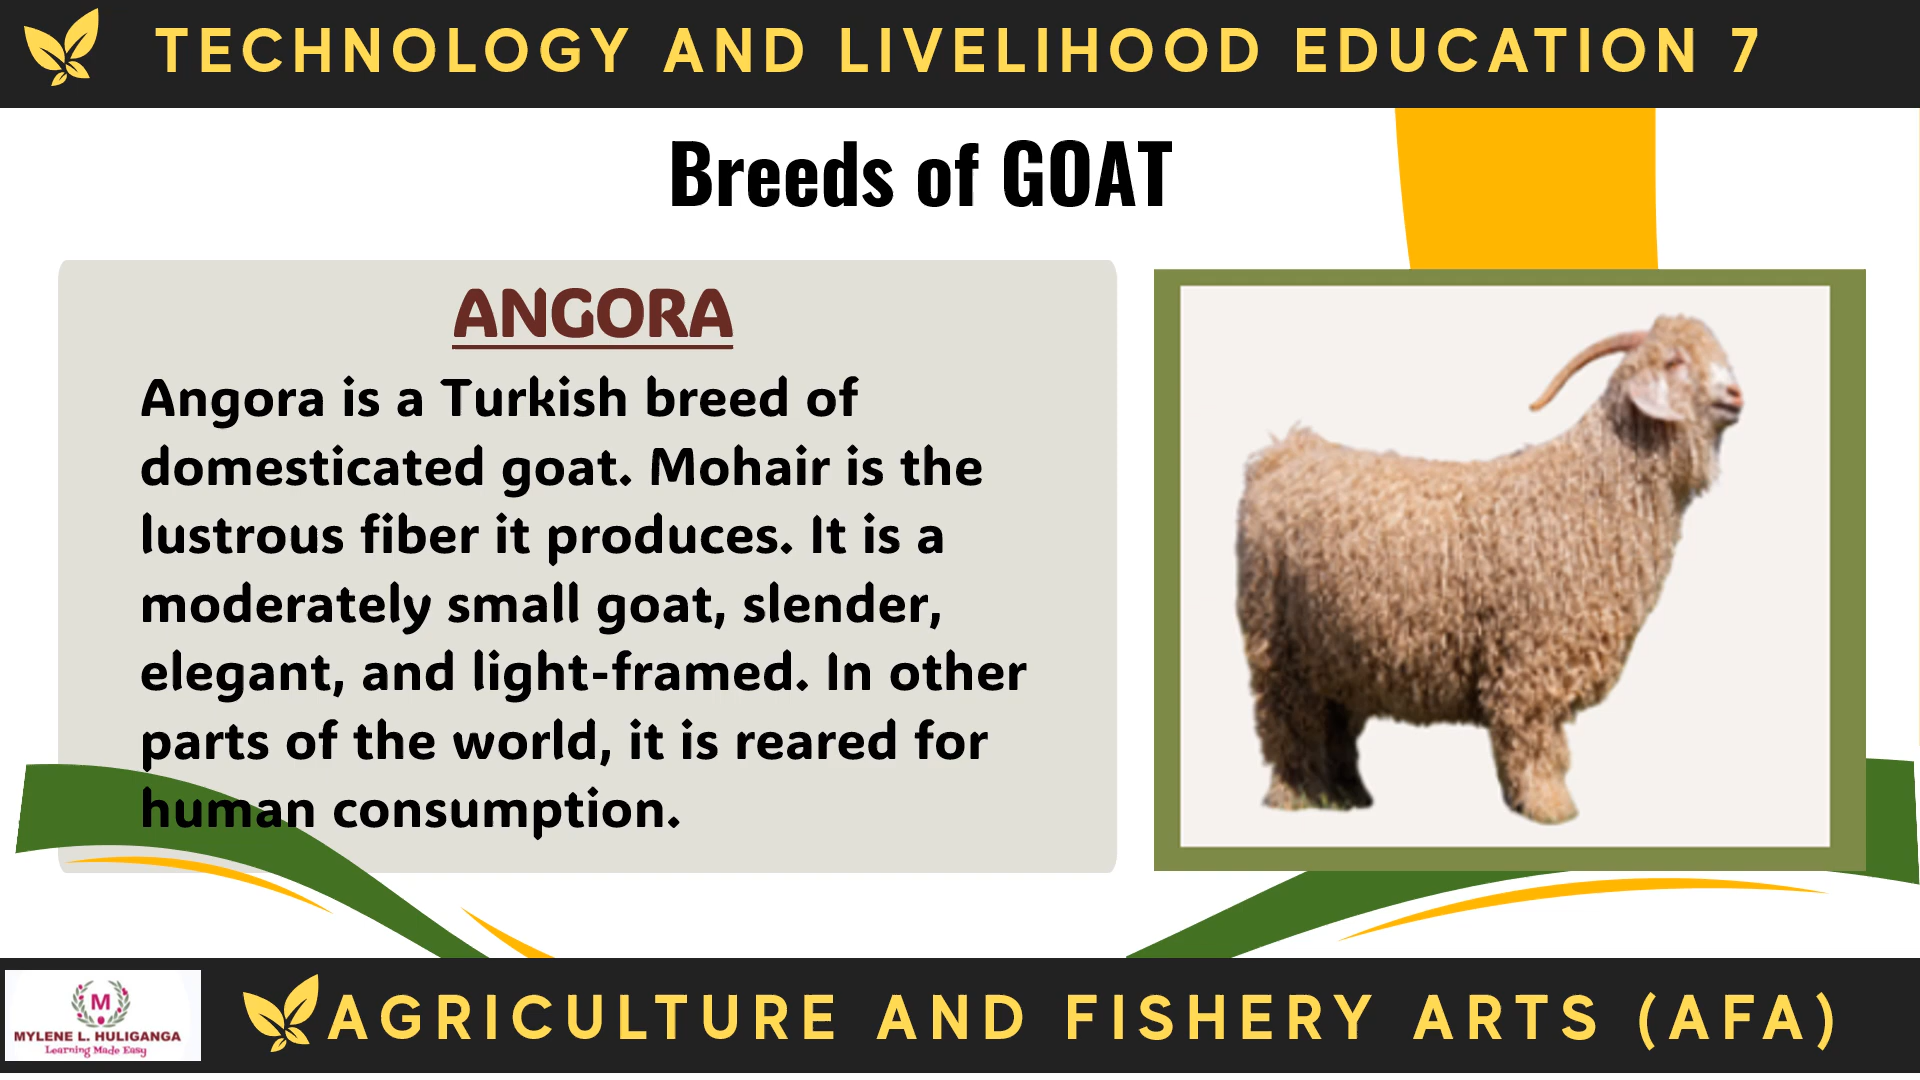 TECHNOLOGY AND LIVELIHOOD EDUCATION 7
Breeds of GOAT
ANGORA
Angora is a Turkish breed of
domesticated goat. Mohair is the
lustrous fiber it produces. It is a
moderately small goat, slender,
elegant, and light-framed. In other
parts of the world, it is reared for
human consumption.
M
MYLENE L. HULIGANGA
Learning Made Easy
AGRICULTURE AND FISHERY ARTS (AFA)